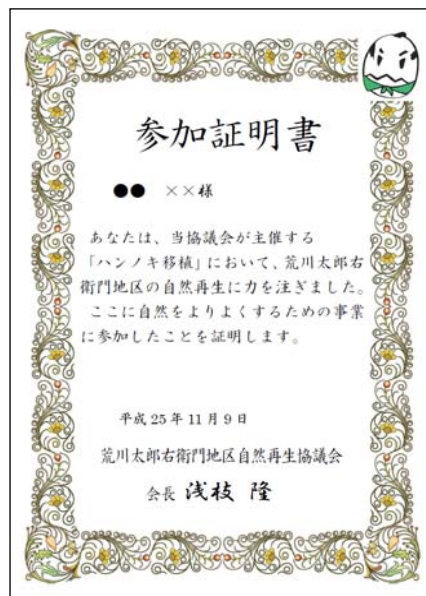 参加証明書
●●　××様
あなたは、当協議会が主催する
「ハンノキ移植」において、荒川太郎右
衛門地区の自然再生に力を注ぎました。
ここに自然をよりよくするための事業
に参加したことを証明します。
平成25年11月9日
荒川太郎右衛門地区自然再生協議会
会長 浅枝 隆